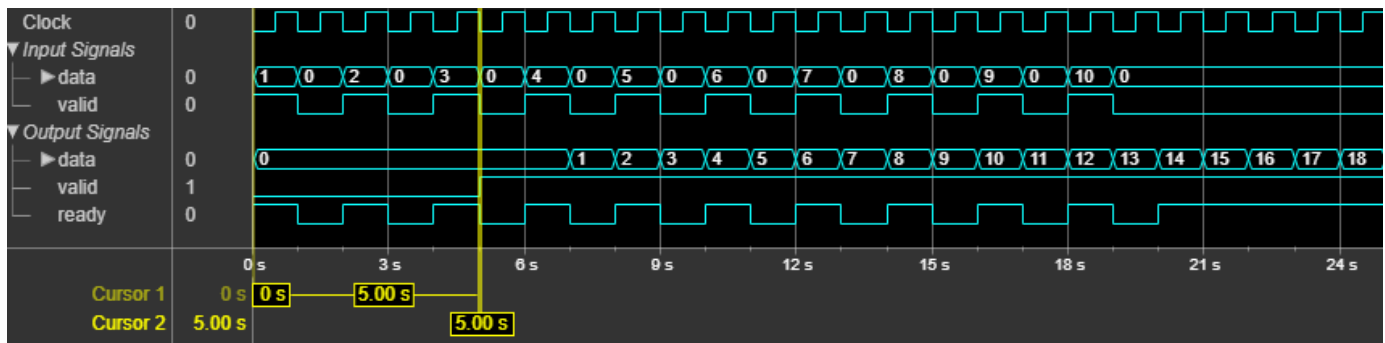 Clock 0
Input Signals
data 0 1 0 2 0 3 0 4 0 5 0 6 0 7 0 8 0 9 0 10 0
valid 0
Output Signals
data 0 0 1 2 3 4 5 6 7 8 9 10 11 12 13 14 15 16 17 18
valid 1
ready 0
0 s 3 s 6 s 9 s 12 s 15 s 18 s 21 s 24 s
Cursor 1 0 s 0 s 5.00 s
Cursor 2 5.00 s 5.00 s